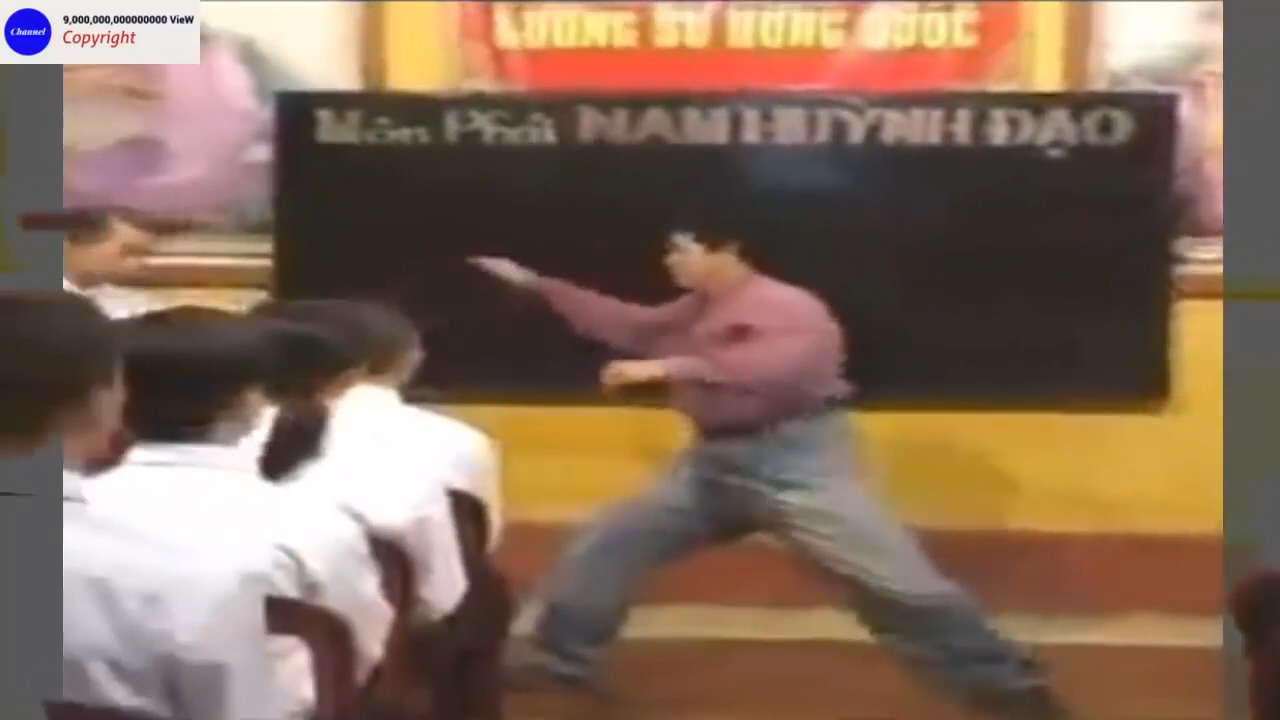 Channel
9,000,000,000000000 VieW
Copyright
Môn Phái NAM HUỲNH ĐẠO